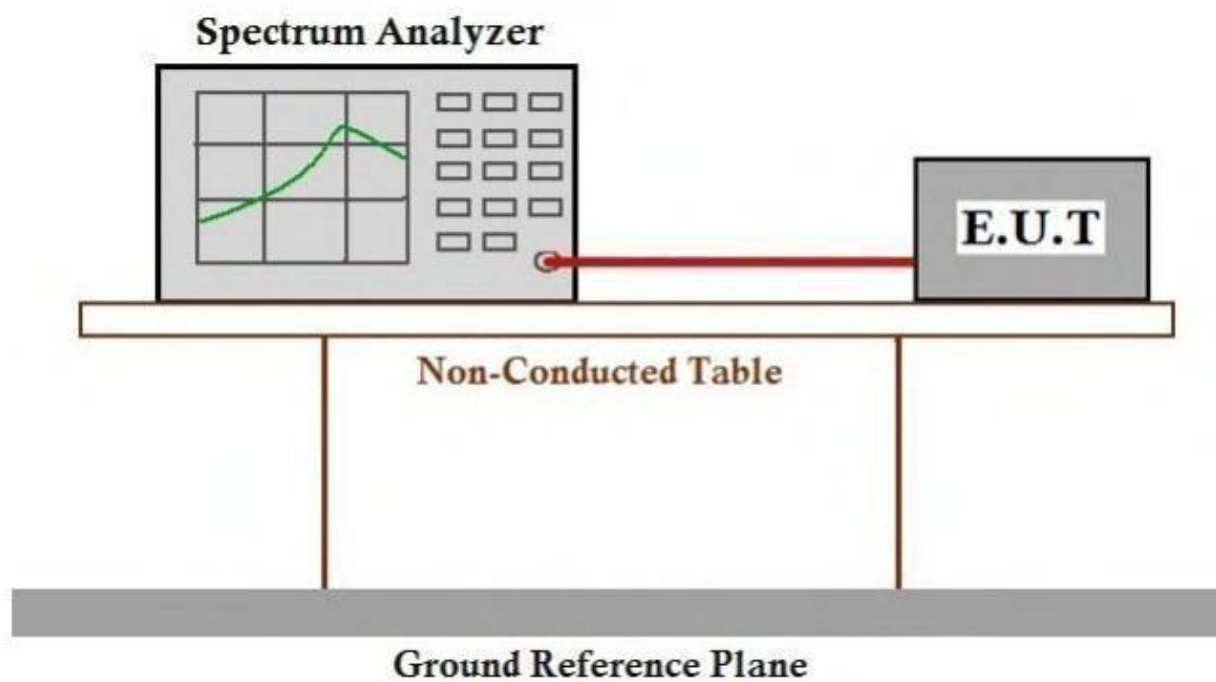 Spectrum Analyzer
E.U.T
Non-Conducted Table
Ground Reference Plane